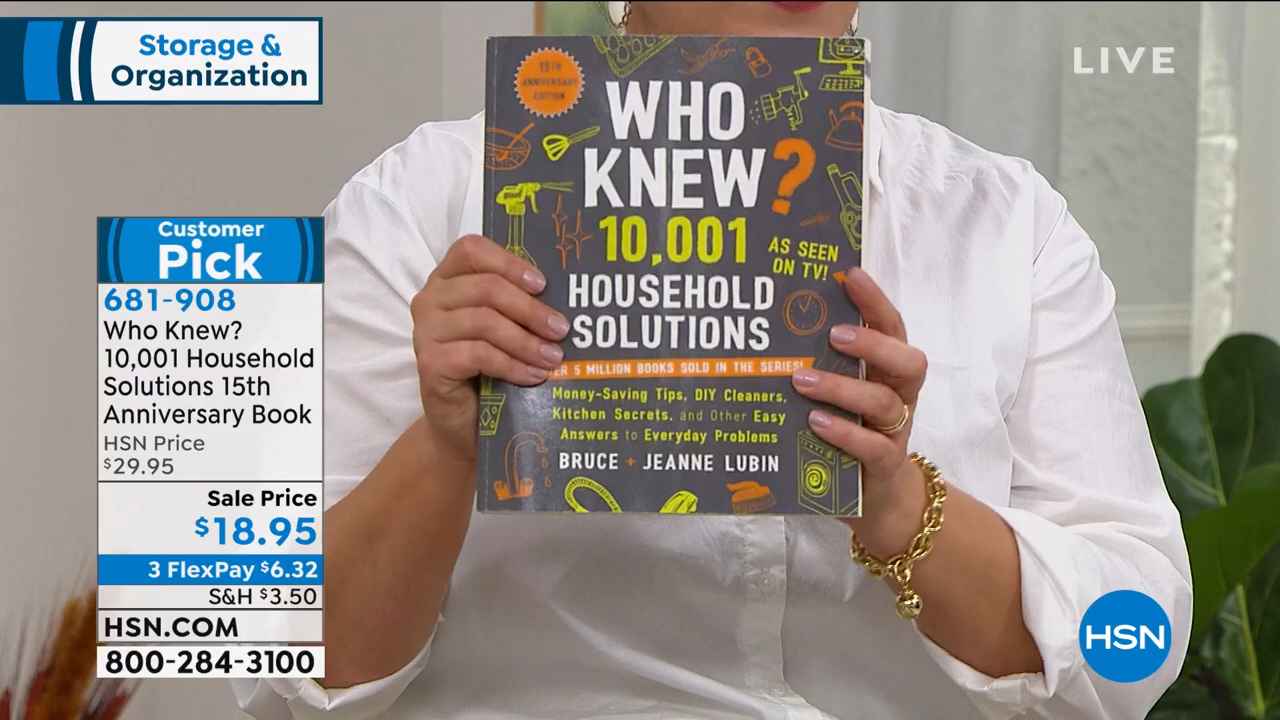 Storage &
Organization
LIVE
Customer
Pick
681-908
Who Knew?
10,001 Household
Solutions 15th
Anniversary Book
HSN Price
$29.95
Sale Price
$18.95
3 FlexPay $6.32
S&H $3.50
HSN.COM
800-284-3100
15TH
ANNIVERSARY
EDITION
WHO
KNEW?
10,001
AS SEEN
ON TV!
HOUSEHOLD
SOLUTIONS
5 MILLION BOOKS SOLD IN THE SERIES!
Money-Saving Tips, DIY Cleaners,
Kitchen Secrets, and Other Easy
Answers to Everyday Problems
BRUCE + JEANNE LUBIN
HSN